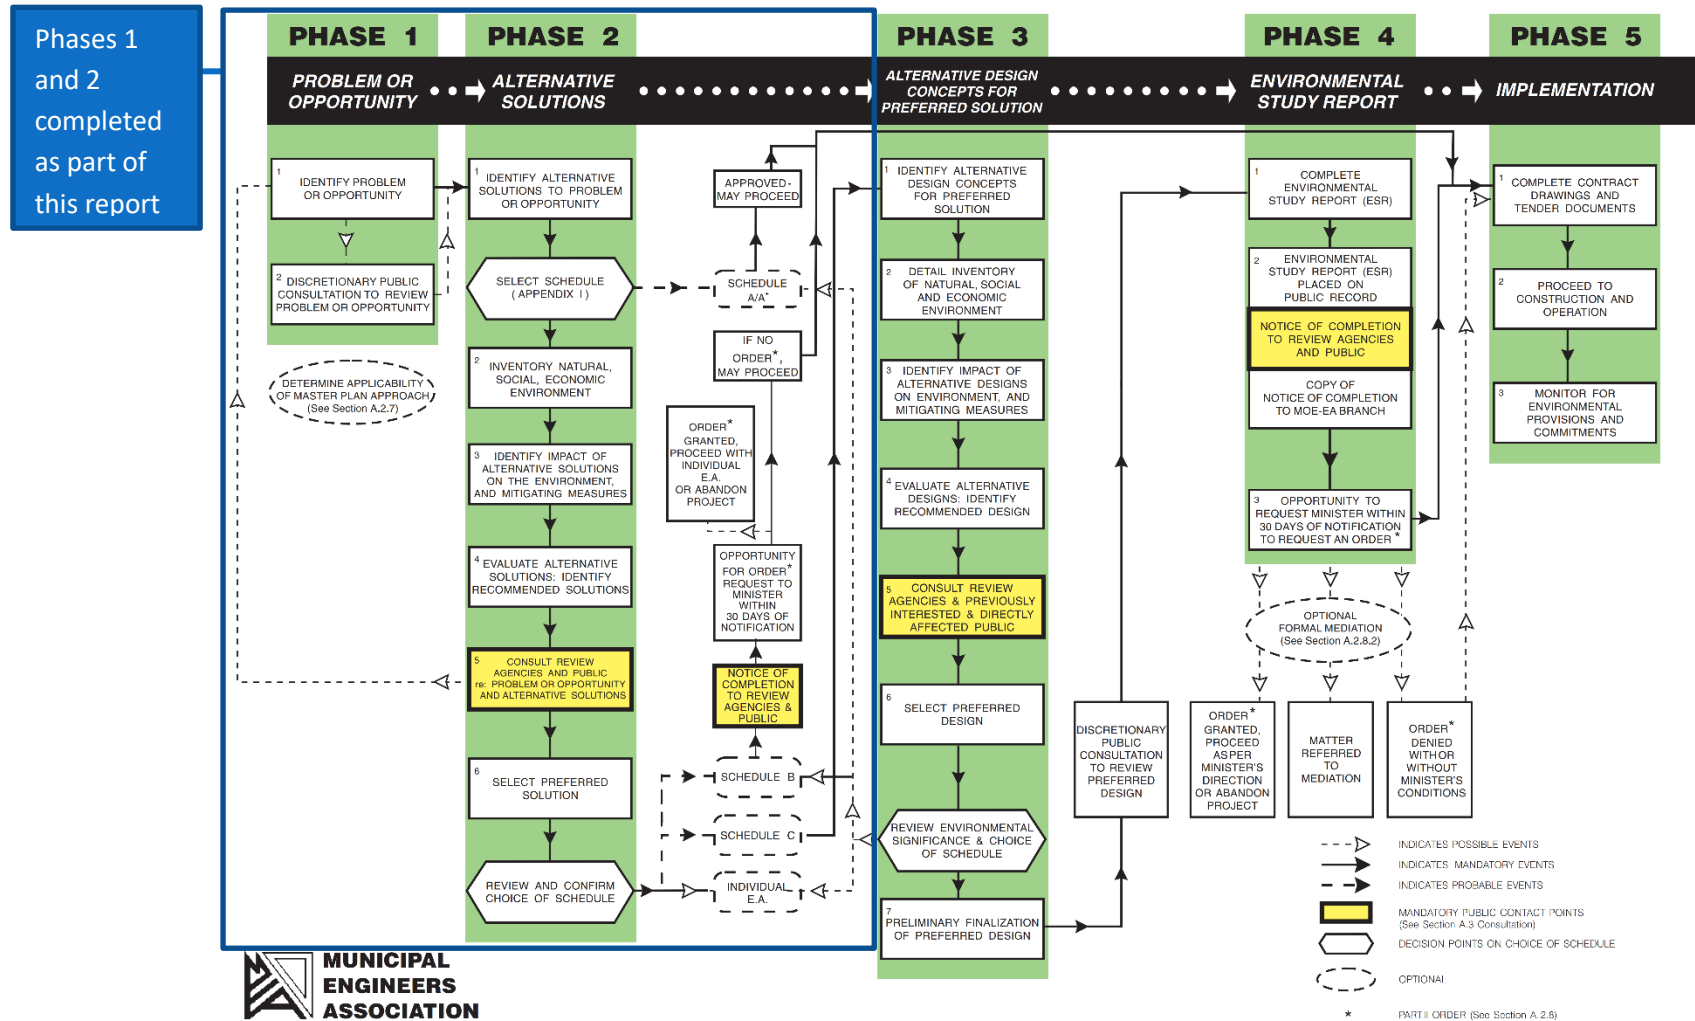 Phases 1
and 2
completed
as part of
this report
PHASE 1
PROBLEM OR
OPPORTUNITY
1
IDENTIFY PROBLEM
OR OPPORTUNITY
2
DISCRETIONARY PUBLIC
CONSULTATION TO REVIEW
PROBLEM OR OPPORTUNITY
DETERMINE APPLICABILITY
OF MASTER PLAN APPROACH
(See Section A.2.7)
PHASE 2
ALTERNATIVE
SOLUTIONS
1
IDENTIFY ALTERNATIVE
SOLUTIONS TO PROBLEM
OR OPPORTUNITY
SELECT SCHEDULE
( APPENDIX I )
2
INVENTORY NATURAL,
SOCIAL, ECONOMIC
ENVIRONMENT
3
IDENTIFY IMPACT OF
ALTERNATIVE SOLUTIONS
ON THE ENVIRONMENT,
AND MITIGATING MEASURES
4
EVALUATE ALTERNATIVE
SOLUTIONS: IDENTIFY
RECOMMENDED SOLUTIONS
5
CONSULT REVIEW
AGENCIES AND PUBLIC
re: PROBLEM OR OPPORTUNITY
AND ALTERNATIVE SOLUTIONS
6
SELECT PREFERRED
SOLUTION
REVIEW AND CONFIRM
CHOICE OF SCHEDULE
APPROVED-
MAY PROCEED
SCHEDULE
A/A+
IF NO
ORDER*,
MAY PROCEED
ORDER*
GRANTED,
PROCEED WITH
INDIVIDUAL
E.A.
OR ABANDON
PROJECT
OPPORTUNITY
FOR ORDER*
REQUEST TO
MINISTER
WITHIN
30 DAYS OF
NOTIFICATION
NOTICE OF
COMPLETION
TO REVIEW
AGENCIES &
PUBLIC
SCHEDULE B
SCHEDULE C
INDIVIDUAL
E.A.
PHASE 3
ALTERNATIVE DESIGN
CONCEPTS FOR
PREFERRED SOLUTION
1
IDENTIFY ALTERNATIVE
DESIGN CONCEPTS
FOR PREFERRED
SOLUTION
2
DETAIL INVENTORY
OF NATURAL, SOCIAL
AND ECONOMIC
ENVIRONMENT
3
IDENTIFY IMPACT OF
ALTERNATIVE DESIGNS
ON ENVIRONMENT, AND
MITIGATING MEASURES
4
EVALUATE ALTERNATIVE
DESIGNS: IDENTIFY
RECOMMENDED DESIGN
5
CONSULT REVIEW
AGENCIES & PREVIOUSLY
INTERESTED & DIRECTLY
AFFECTED PUBLIC
6
SELECT PREFERRED
DESIGN
REVIEW ENVIRONMENTAL
SIGNIFICANCE & CHOICE
OF SCHEDULE
7
PRELIMINARY FINALIZATION
OF PREFERRED DESIGN
DISCRETIONARY
PUBLIC
CONSULTATION
TO REVIEW
PREFERRED
DESIGN
PHASE 4
ENVIRONMENTAL
STUDY REPORT
1
COMPLETE
ENVIRONMENTAL
STUDY REPORT (ESR)
2
ENVIRONMENTAL
STUDY REPORT (ESR)
PLACED ON
PUBLIC RECORD
NOTICE OF COMPLETION
TO REVIEW AGENCIES
AND PUBLIC
COPY OF
NOTICE OF COMPLETION
TO MOE-EA BRANCH
3
OPPORTUNITY TO
REQUEST MINISTER WITHIN
30 DAYS OF NOTIFICATION
TO REQUEST AN ORDER *
OPTIONAL
FORMAL MEDIATION
(See Section A.2.8.2)
ORDER*
GRANTED,
PROCEED
ASPER
MINISTER'S
DIRECTION
OR ABANDON
PROJECT
MATTER
REFERRED
TO
MEDIATION
ORDER*
DENIED
WITH OR
WITHOUT
MINISTER'S
CONDITIONS
PHASE 5
IMPLEMENTATION
1
COMPLETE CONTRACT
DRAWINGS AND
TENDER DOCUMENTS
2
PROCEED TO
CONSTRUCTION AND
OPERATION
3
MONITOR FOR
ENVIRONMENTAL
PROVISIONS AND
COMMITMENTS
INDICATES POSSIBLE EVENTS
INDICATES MANDATORY EVENTS
INDICATES PROBABLE EVENTS
MANDATORY PUBLIC CONTACT POINTS
(See Section A.3 Consultation)
DECISION POINTS ON CHOICE OF SCHEDULE
OPTIONAL
* PART II ORDER (See Section A.2.8)
MUNICIPAL
ENGINEERS
ASSOCIATION